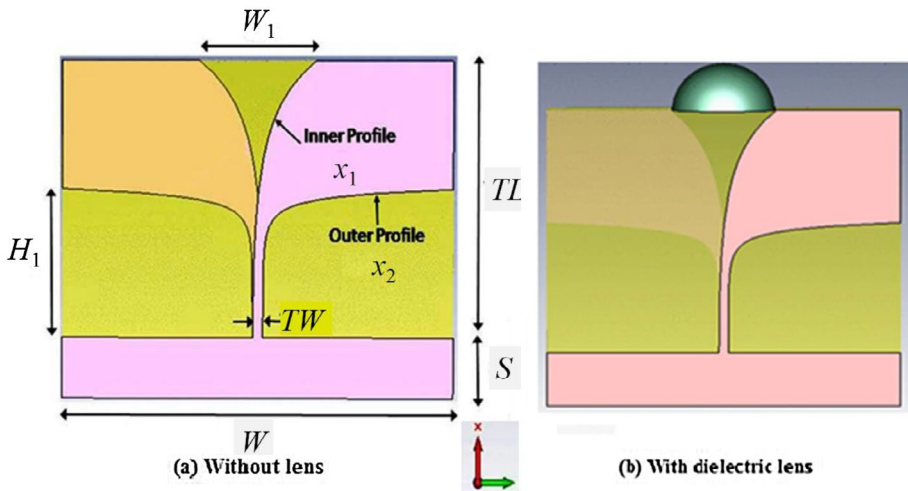 W₁
Inner Profile
x₁
TL
H₁
Outer Profile
x₂
TW
S
W
x
(a) Without lens
(b) With dielectric lens